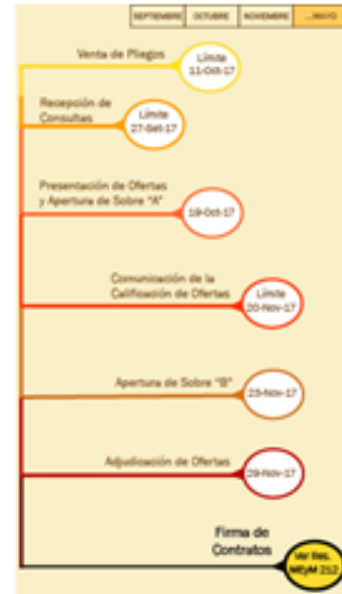 SEPTIEMBRE OCTUBRE NOVIEMBRE ...MAYO
Venta de Pliegos
Límite
11-Oct-17
Recepción de
Consultas
Límite
27-Set-17
Presentación de Ofertas
y Apertura de Sobre "A"
19-Oct-17
Comunicación de la
Calificación de Ofertas
Límite
20-Nov-17
Apertura de Sobre "B"
23-Nov-17
Adjudicación de Ofertas
29-Nov-17
Firma de
Contratos
Ver Res.
MEyM 212